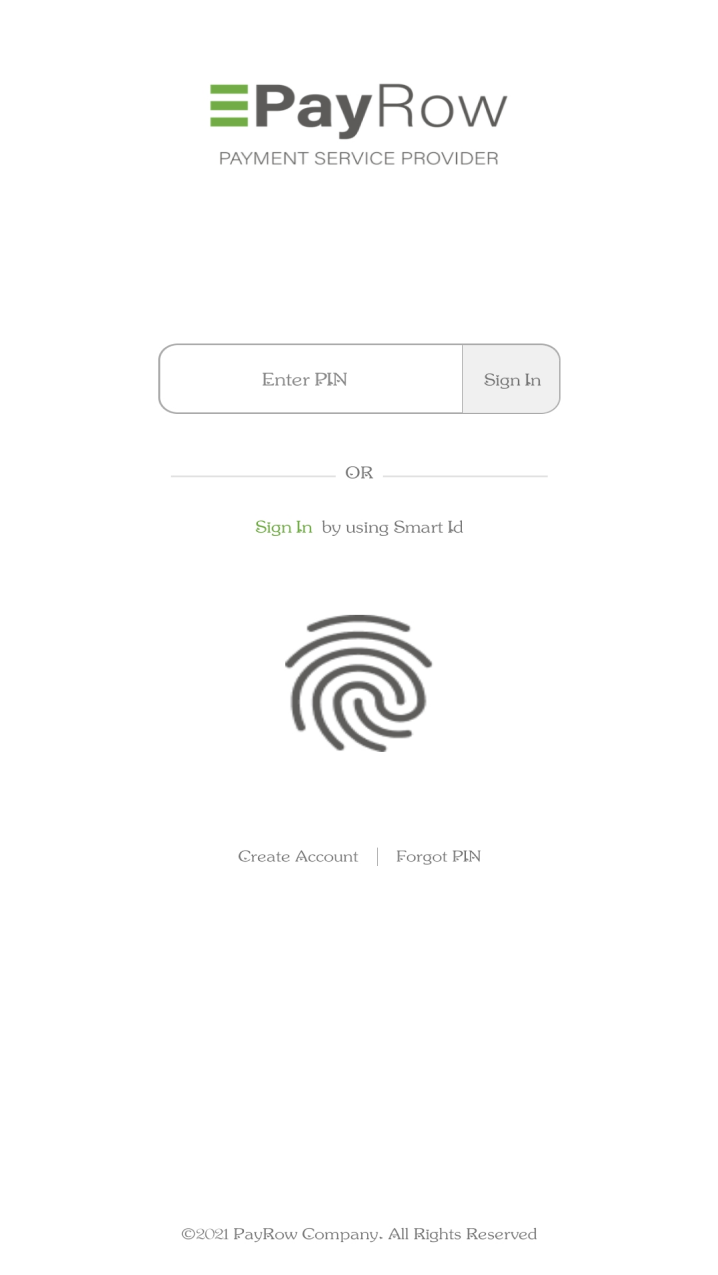 PayRow
PAYMENT SERVICE PROVIDER
Enter PIN
Sign In
OR
Sign In by using Smart Id
Create Account | Forgot PIN
©2021 PayRow Company. All Rights Reserved